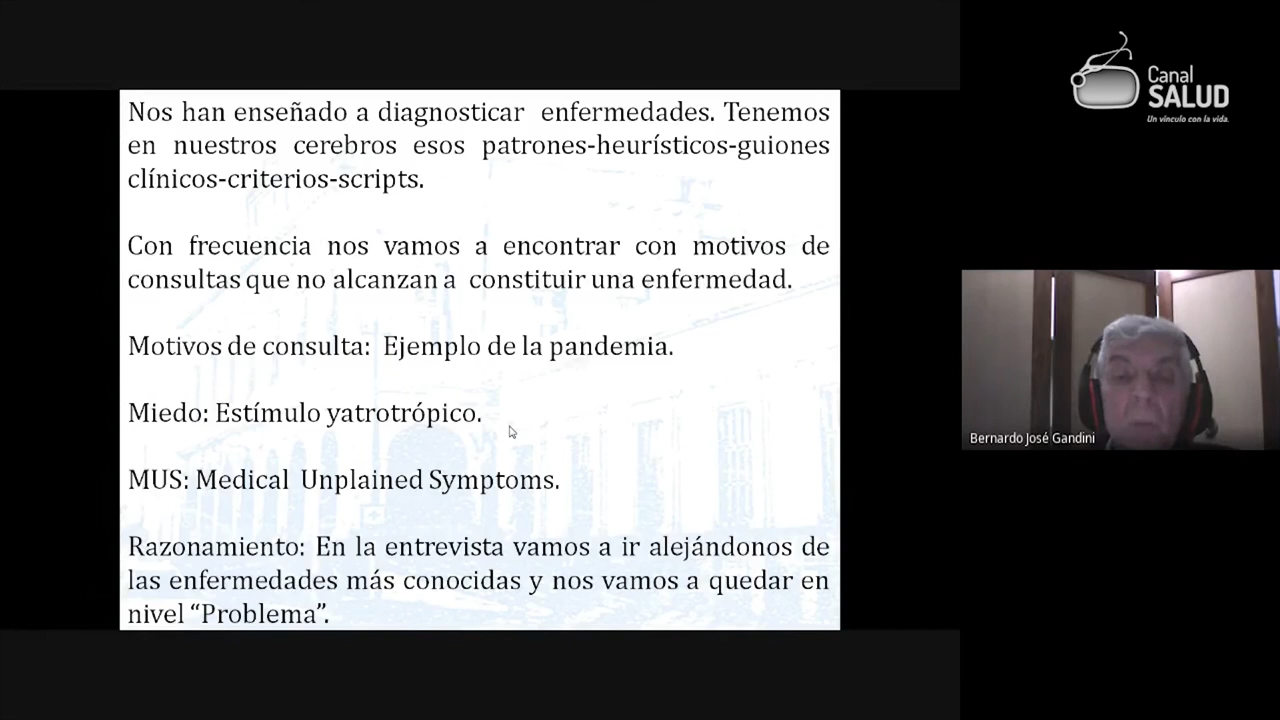 Nos han enseñado a diagnosticar enfermedades. Tenemos
en nuestros cerebros esos patrones-heurísticos-guiones
clínicos-criterios-scripts.
Con frecuencia nos vamos a encontrar con motivos de
consultas que no alcanzan a constituir una enfermedad.
Motivos de consulta: Ejemplo de la pandemia.
Miedo: Estímulo yatrotrópico.
MUS: Medical Unplained Symptoms.
Razonamiento: En la entrevista vamos a ir alejándonos de
las enfermedades más conocidas y nos vamos a quedar en
nivel “Problema”.
Canal
SALUD
Un vínculo con la vida.
Bernardo José Gandini